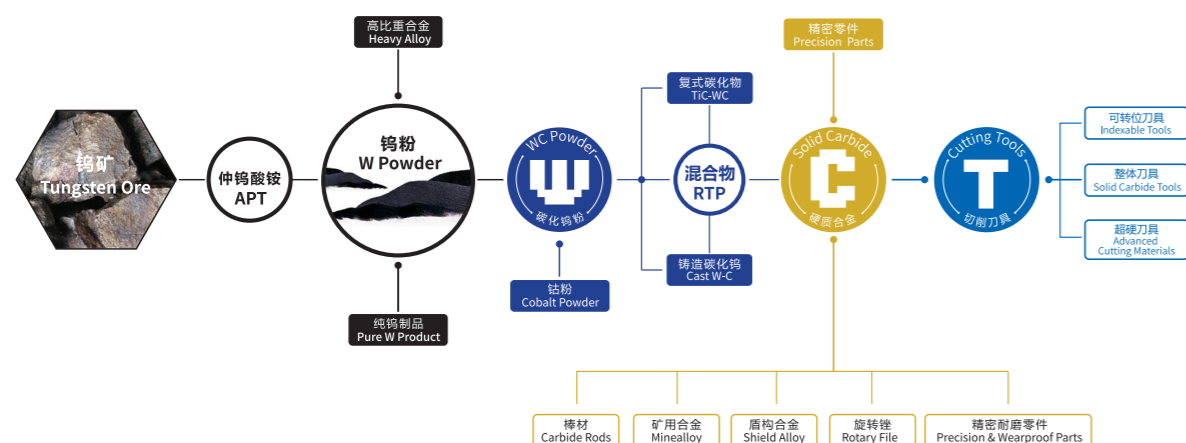 高比重合金
Heavy Alloy
精密零件
Precision Parts
复式碳化物
TiC-WC
钨矿
Tungsten Ore
仲钨酸铵
APT
钨粉
W Powder
WC Powder
W
碳化钨粉
混合物
RTP
Solid Carbide
C
硬质合金
Cutting Tools
T
切削刀具
可转位刀具
Indexable Tools
整体刀具
Solid Carbide Tools
超硬刀具
Advanced
Cutting Materials
铸造碳化钨
Cast W-C
钴粉
Cobalt Powder
纯钨制品
Pure W Product
棒材
Carbide Rods
矿用合金
Minealloy
盾构合金
Shield Alloy
旋转锉
Rotary File
精密耐磨零件
Precision & Wearproof Parts